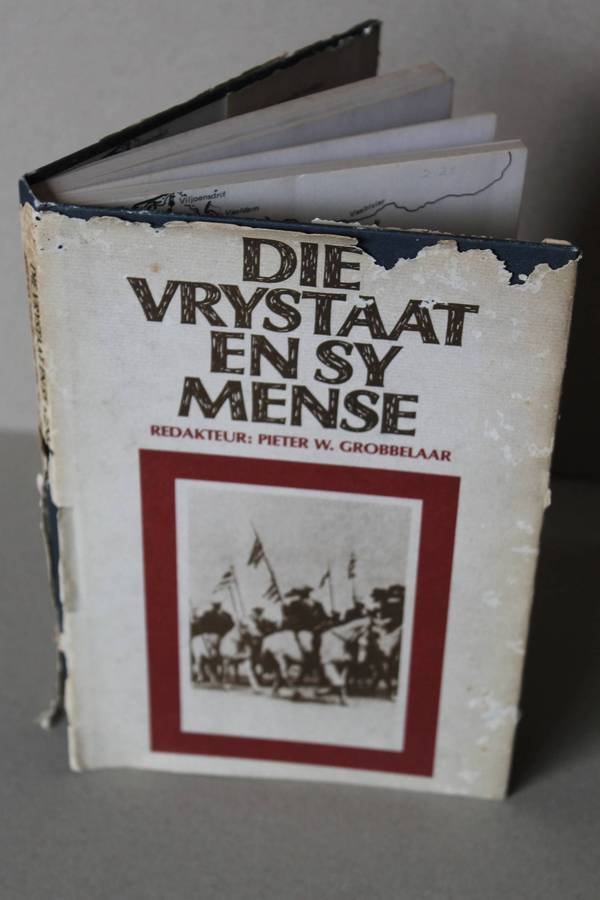 Viljoensdrif
DIE
VRYSTAAT
EN SY
MENSE
REDAKTEUR: PIETER W. GROBBELAAR